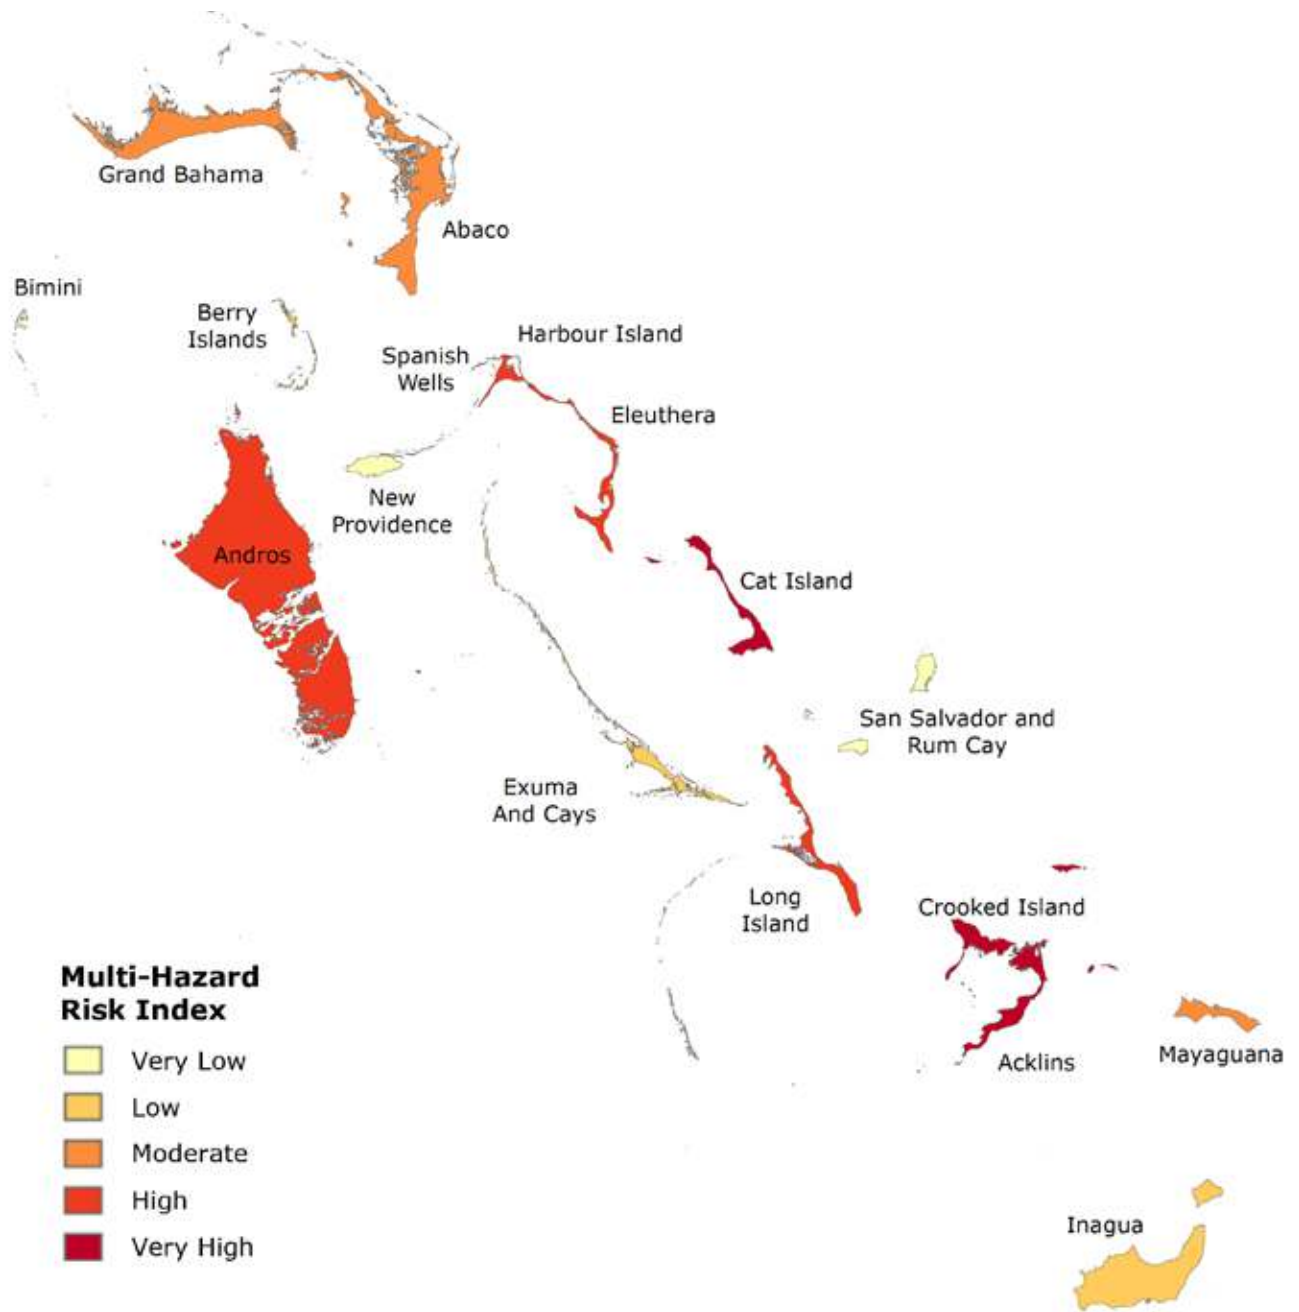 Grand Bahama
Abaco
Bimini
Berry
Islands
Harbour Island
Spanish
Wells
Eleuthera
New
Providence
Andros
Cat Island
San Salvador and
Rum Cay
Exuma
And Cays
Long
Island
Crooked Island
Acklins
Mayaguana
Inagua
Multi-Hazard
Risk Index
Very Low
Low
Moderate
High
Very High